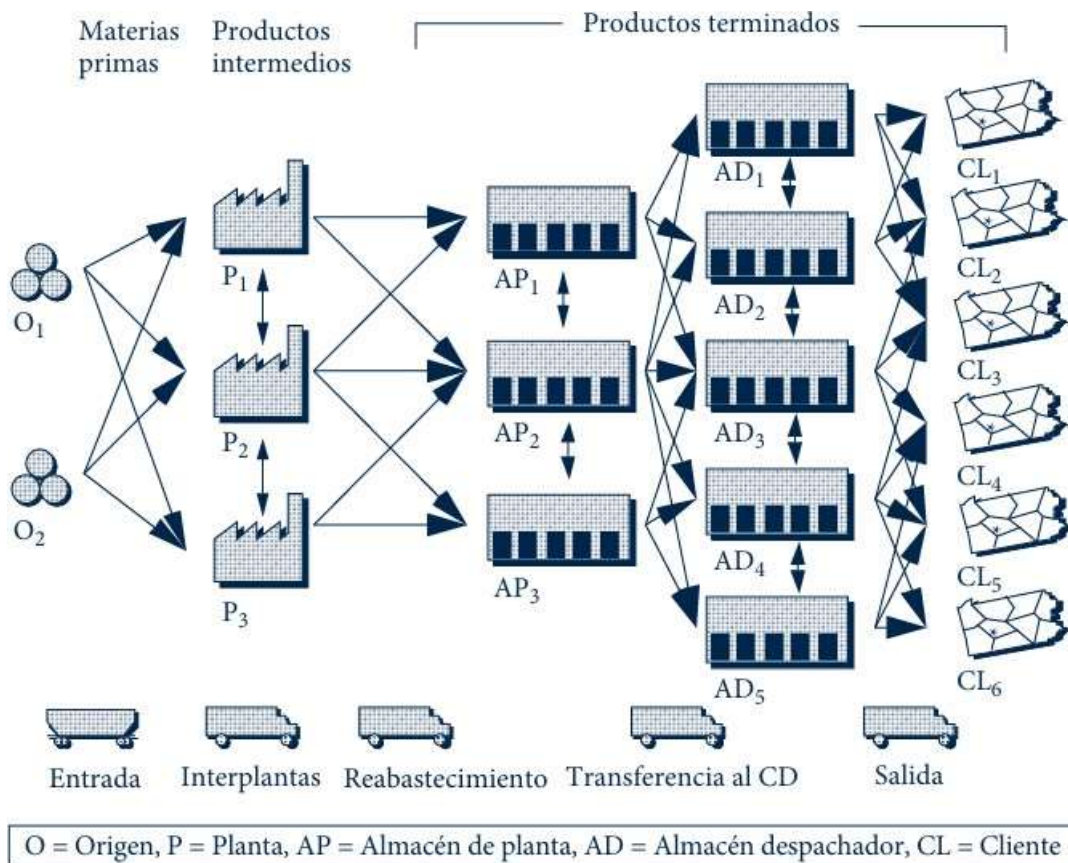 Materias
primas
Productos
intermedios
Productos terminados
O1
O2
P1
P2
P3
AP1
AP2
AP3
AD1
AD2
AD3
AD4
AD5
CL1
CL2
CL3
CL4
CL5
CL6
Entrada
Interplantas
Reabastecimiento
Transferencia al CD
Salida
O = Origen, P = Planta, AP = Almacén de planta, AD = Almacén despachador, CL = Cliente